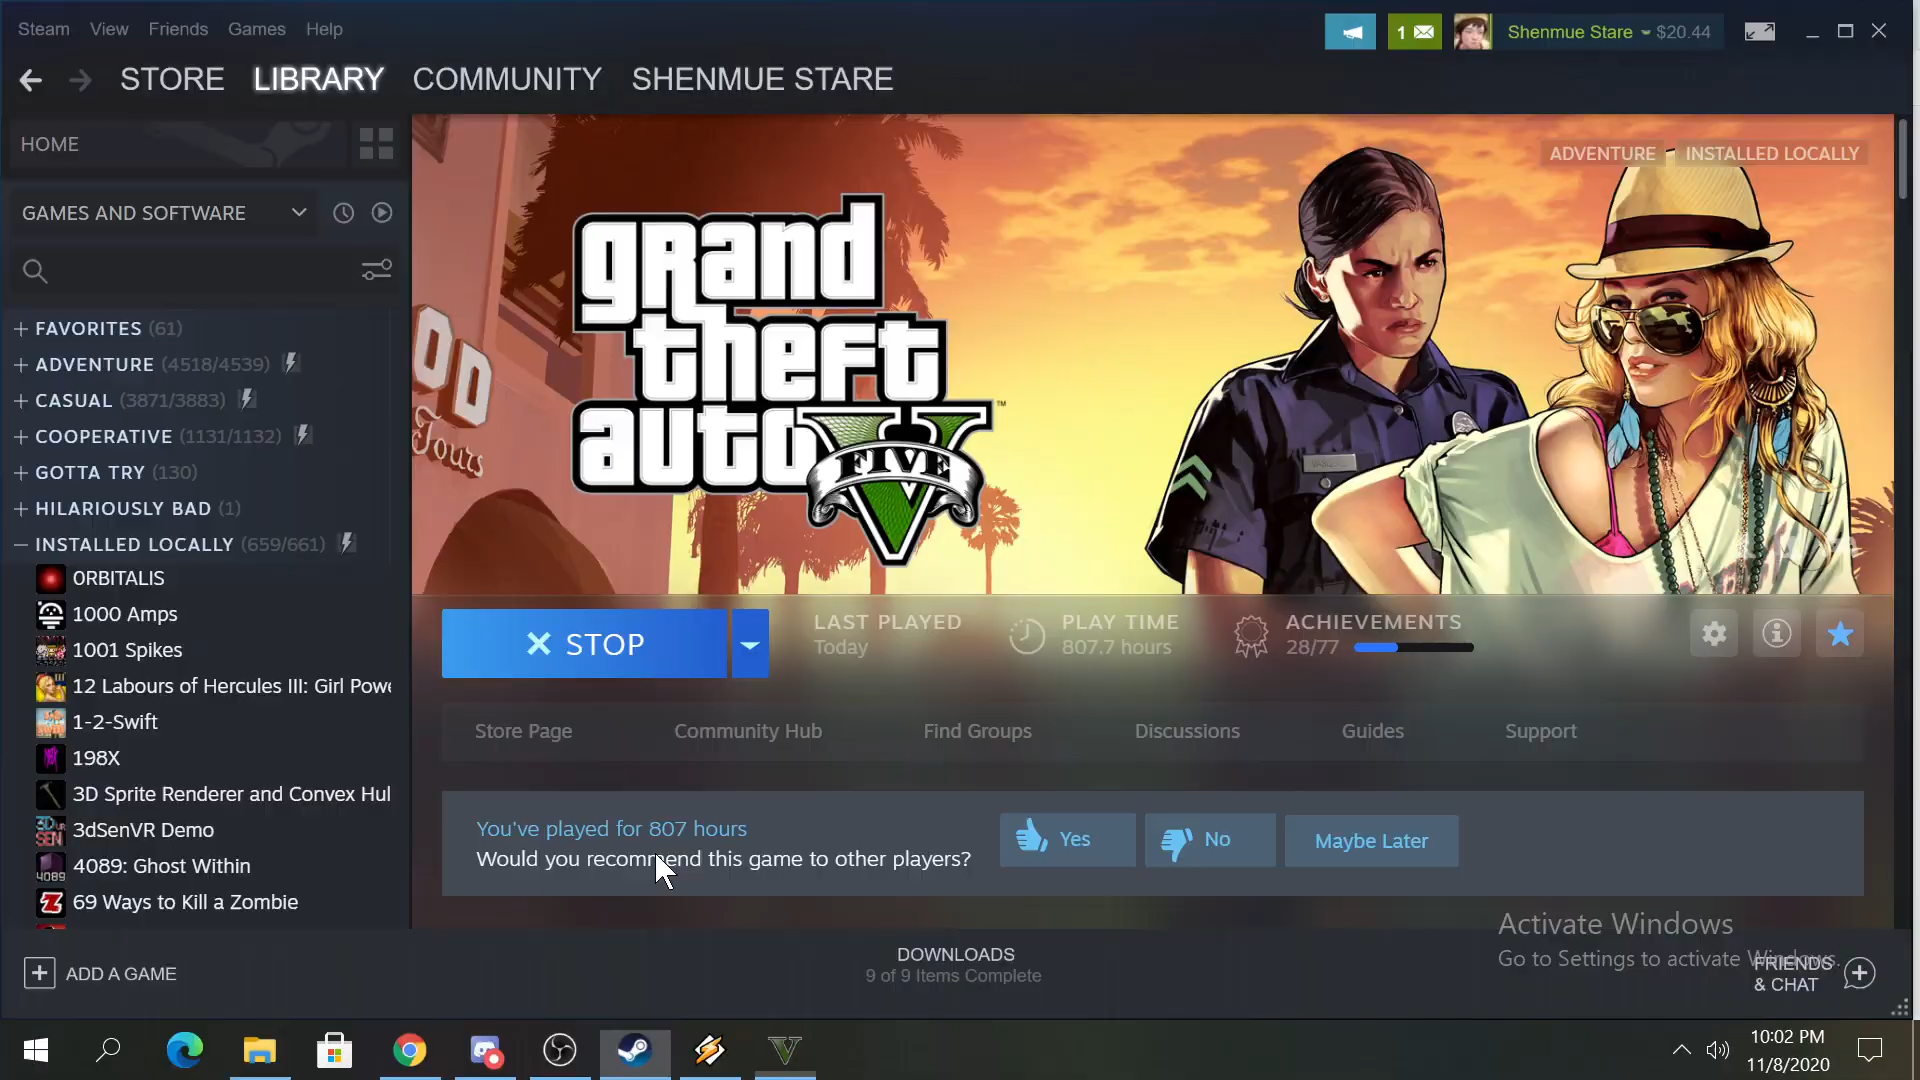 Steam View Friends Games Help
1 Shenmue Stare $20.44
STORE LIBRARY COMMUNITY SHENMUE STARE
HOME
GAMES AND SOFTWARE
+ FAVORITES (61)
+ ADVENTURE (4518/4539)
+ CASUAL (3871/3883)
+ COOPERATIVE (1131/1132)
+ GOTTA TRY (130)
+ HILARIOUSLY BAD (1)
− INSTALLED LOCALLY (659/661)
0RBITALIS
1000 Amps
1001 Spikes
12 Labours of Hercules III: Girl Powe
1-2-Swift
198X
3D Sprite Renderer and Convex Hul
3dSenVR Demo
4089: Ghost Within
69 Ways to Kill a Zombie
+ ADD A GAME
ADVENTURE INSTALLED LOCALLY
OD
Tours
grand
theft
auto V
FIVE
™
STOP
LAST PLAYED
Today
PLAY TIME
807.7 hours
ACHIEVEMENTS
28/77
Store Page Community Hub Find Groups Discussions Guides Support
You've played for 807 hours
Would you recommend this game to other players?
Yes No Maybe Later
DOWNLOADS
9 of 9 Items Complete
Activate Windows
Go to Settings to activate Windows.
FRIENDS
& CHAT
10:02 PM
11/8/2020